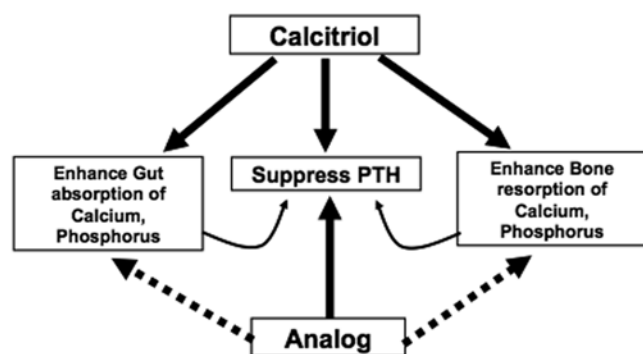 Calcitriol
Enhance Gut
absorption of
Calcium,
Phosphorus
Suppress PTH
Enhance Bone
resorption of
Calcium,
Phosphorus
Analog